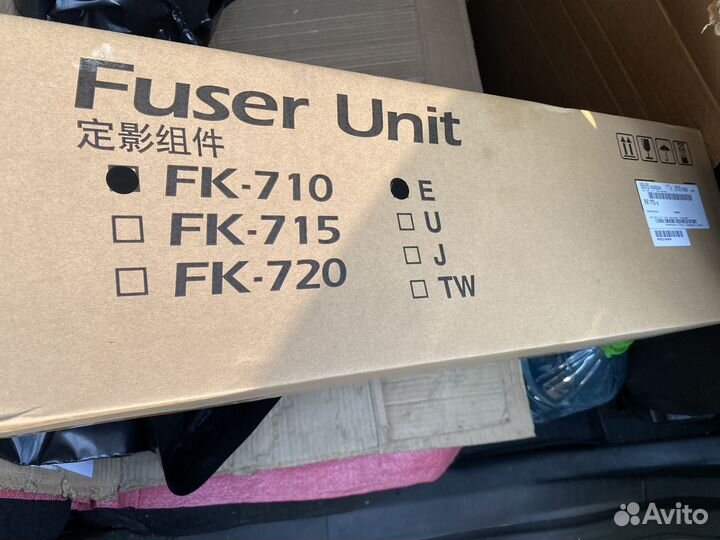 Fuser Unit
定影组件
FK-710
FK-715
FK-720
E
U
J
TW
Avito